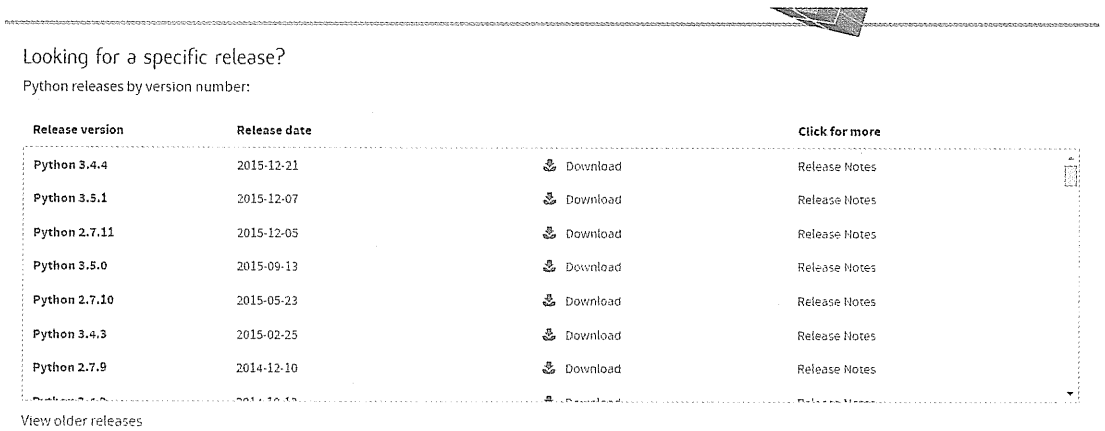 Looking for a specific release?
Python releases by version number:
Release version Release date Click for more
Python 3.4.4 2015-12-21 Download Release Notes
Python 3.5.1 2015-12-07 Download Release Notes
Python 2.7.11 2015-12-05 Download Release Notes
Python 3.5.0 2015-09-13 Download Release Notes
Python 2.7.10 2015-05-23 Download Release Notes
Python 3.4.3 2015-02-25 Download Release Notes
Python 2.7.9 2014-12-10 Download Release Notes
View older releases